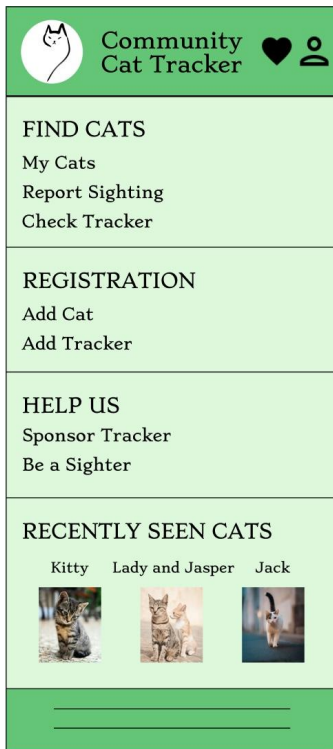 Community
Cat Tracker
FIND CATS
My Cats
Report Sighting
Check Tracker
REGISTRATION
Add Cat
Add Tracker
HELP US
Sponsor Tracker
Be a Sighter
RECENTLY SEEN CATS
Kitty Lady and Jasper Jack